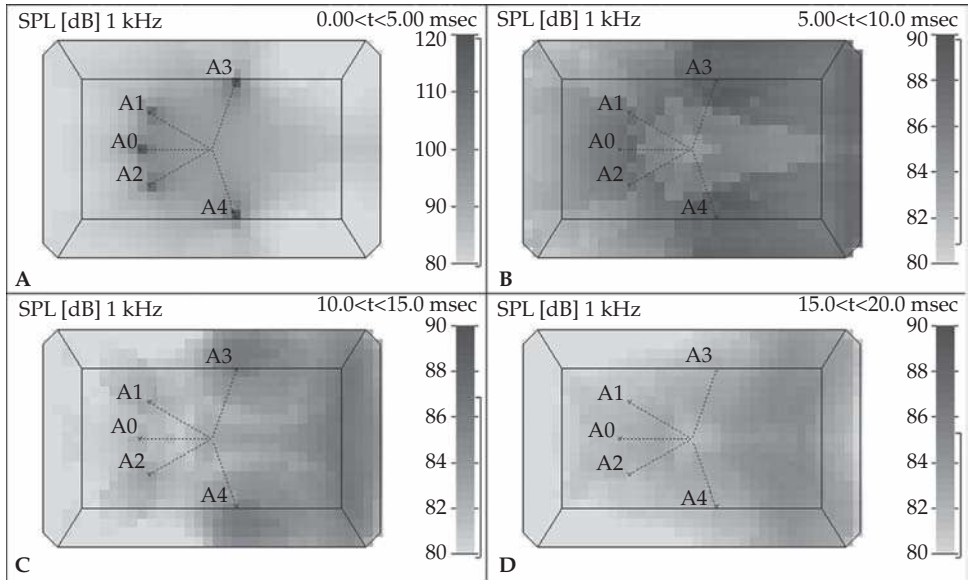 SPL [dB] 1 kHz 0.00<t<5.00 msec
120
110
100
90
80
A3
A1
A0
A2
A4
A
SPL [dB] 1 kHz 5.00<t<10.0 msec
90
88
86
84
82
80
A3
A1
A0
A2
A4
B
SPL [dB] 1 kHz 10.0<t<15.0 msec
90
88
86
84
82
80
A3
A1
A0
A2
A4
C
SPL [dB] 1 kHz 15.0<t<20.0 msec
90
88
86
84
82
80
A3
A1
A0
A2
A4
D